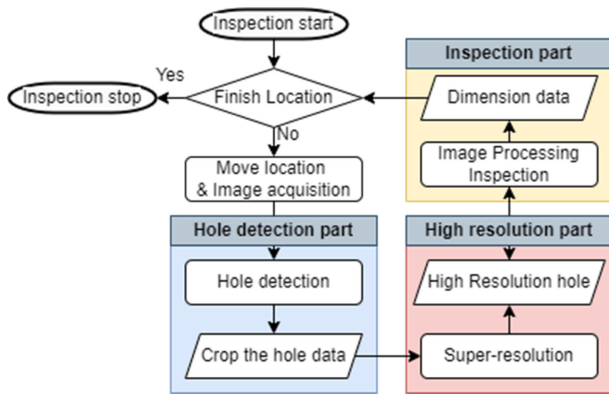 Inspection start
Yes
Inspection stop
Finish Location
No
Move location
& Image acquisition
Hole detection part
Hole detection
Crop the hole data
Inspection part
Dimension data
Image Processing
Inspection
High resolution part
High Resolution hole
Super-resolution